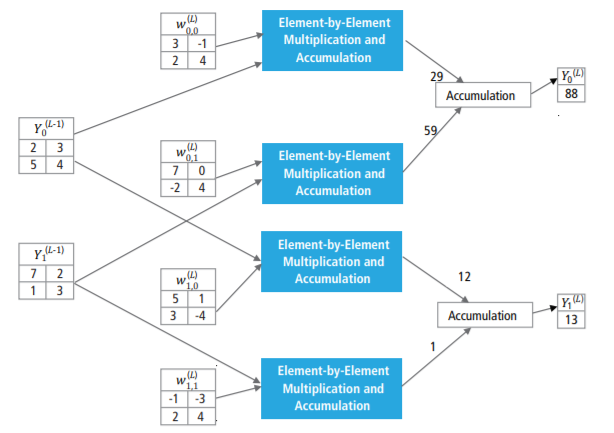 w0,0(L)
3 -1
2 4
Element-by-Element
Multiplication and
Accumulation
29
Accumulation
Y0(L)
88
Y0(L-1)
2 3
5 4
w0,1(L)
7 0
-2 4
Element-by-Element
Multiplication and
Accumulation
59
Y1(L-1)
7 2
1 3
w1,0(L)
5 1
3 -4
Element-by-Element
Multiplication and
Accumulation
12
Accumulation
Y1(L)
13
1
w1,1(L)
-1 -3
2 4
Element-by-Element
Multiplication and
Accumulation